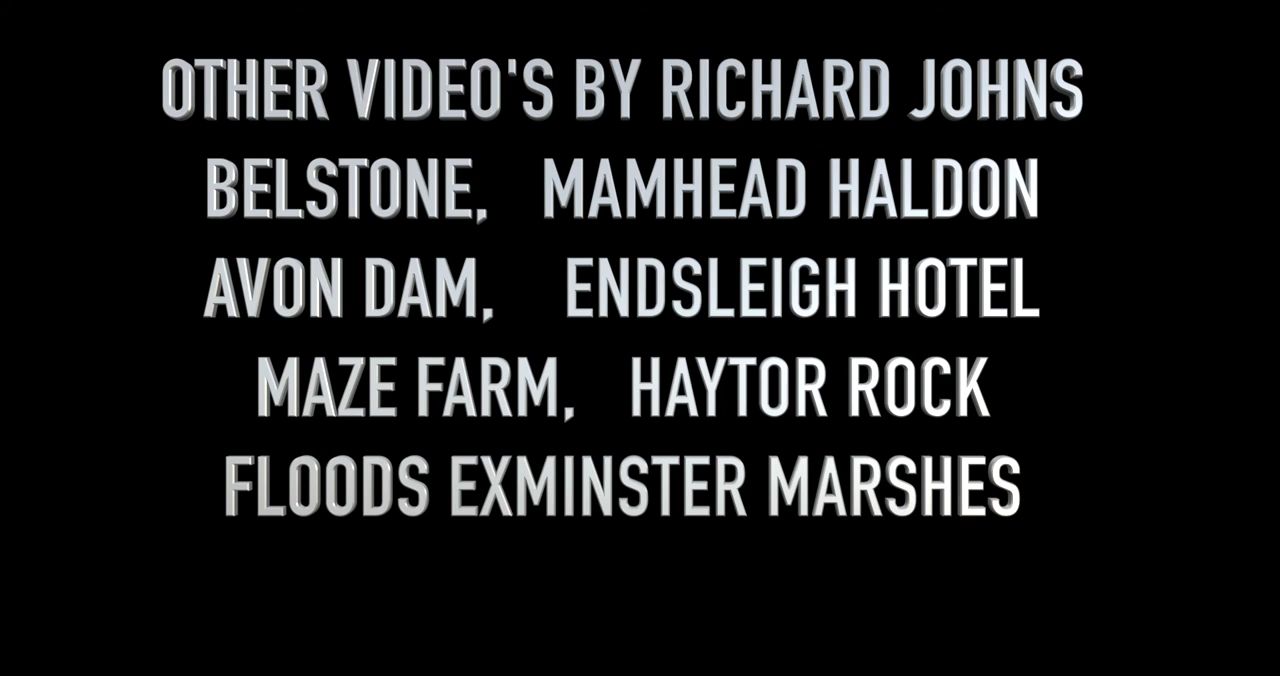 OTHER VIDEO'S BY RICHARD JOHNS
BELSTONE, MAMHEAD HALDON
AVON DAM, ENDSLEIGH HOTEL
MAZE FARM, HAYTOR ROCK
FLOODS EXMINSTER MARSHES